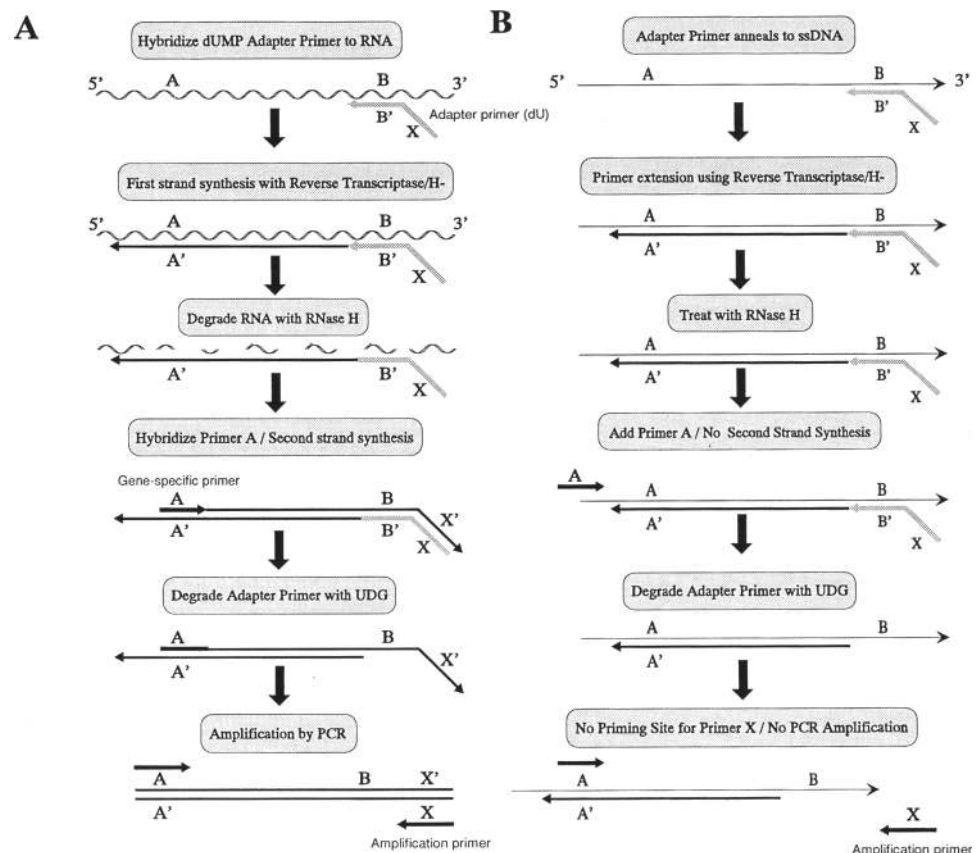 A
Hybridize dUMP Adapter Primer to RNA
5’ A B 3’
B’
X
Adapter primer (dU)
First strand synthesis with Reverse Transcriptase/H-
5’ A B 3’
A’ B’
X
Degrade RNA with RNase H
A’ B’
X
Hybridize Primer A / Second strand synthesis
Gene-specific primer
A B
X’
A’ B’
X
Degrade Adapter Primer with UDG
A B
X’
A’
Amplification by PCR
A B X’
A’ X
Amplification primer
B
Adapter Primer anneals to ssDNA
5’ A B 3’
B’
X
Primer extension using Reverse Transcriptase/H-
A B
A’ B’
X
Treat with RNase H
A B
A’ B’
X
Add Primer A / No Second Strand Synthesis
A
A B
A’ B’
X
Degrade Adapter Primer with UDG
A B
A’
No Priming Site for Primer X / No PCR Amplification
A B
A’
X
Amplification primer